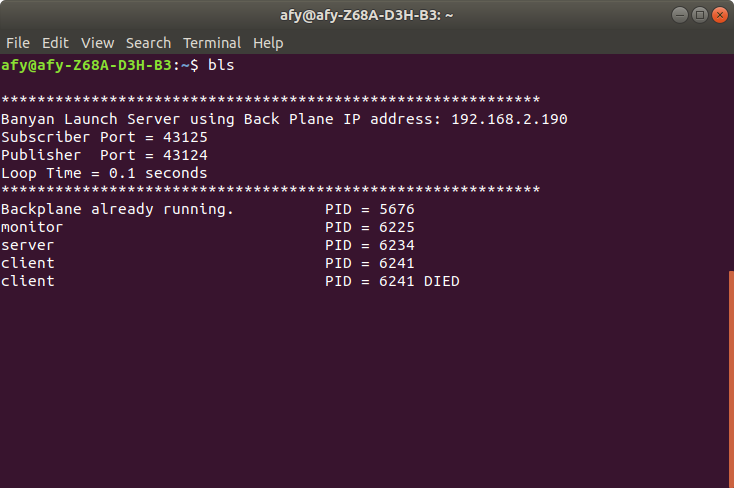 afy@afy-Z68A-D3H-B3: ~
File Edit View Search Terminal Help
afy@afy-Z68A-D3H-B3:~$ bls
************************************************************
Banyan Launch Server using Back Plane IP address: 192.168.2.190
Subscriber Port = 43125
Publisher  Port = 43124
Loop Time = 0.1 seconds
************************************************************
Backplane already running.          PID = 5676
monitor                             PID = 6225
server                              PID = 6234
client                              PID = 6241
client                              PID = 6241 DIED